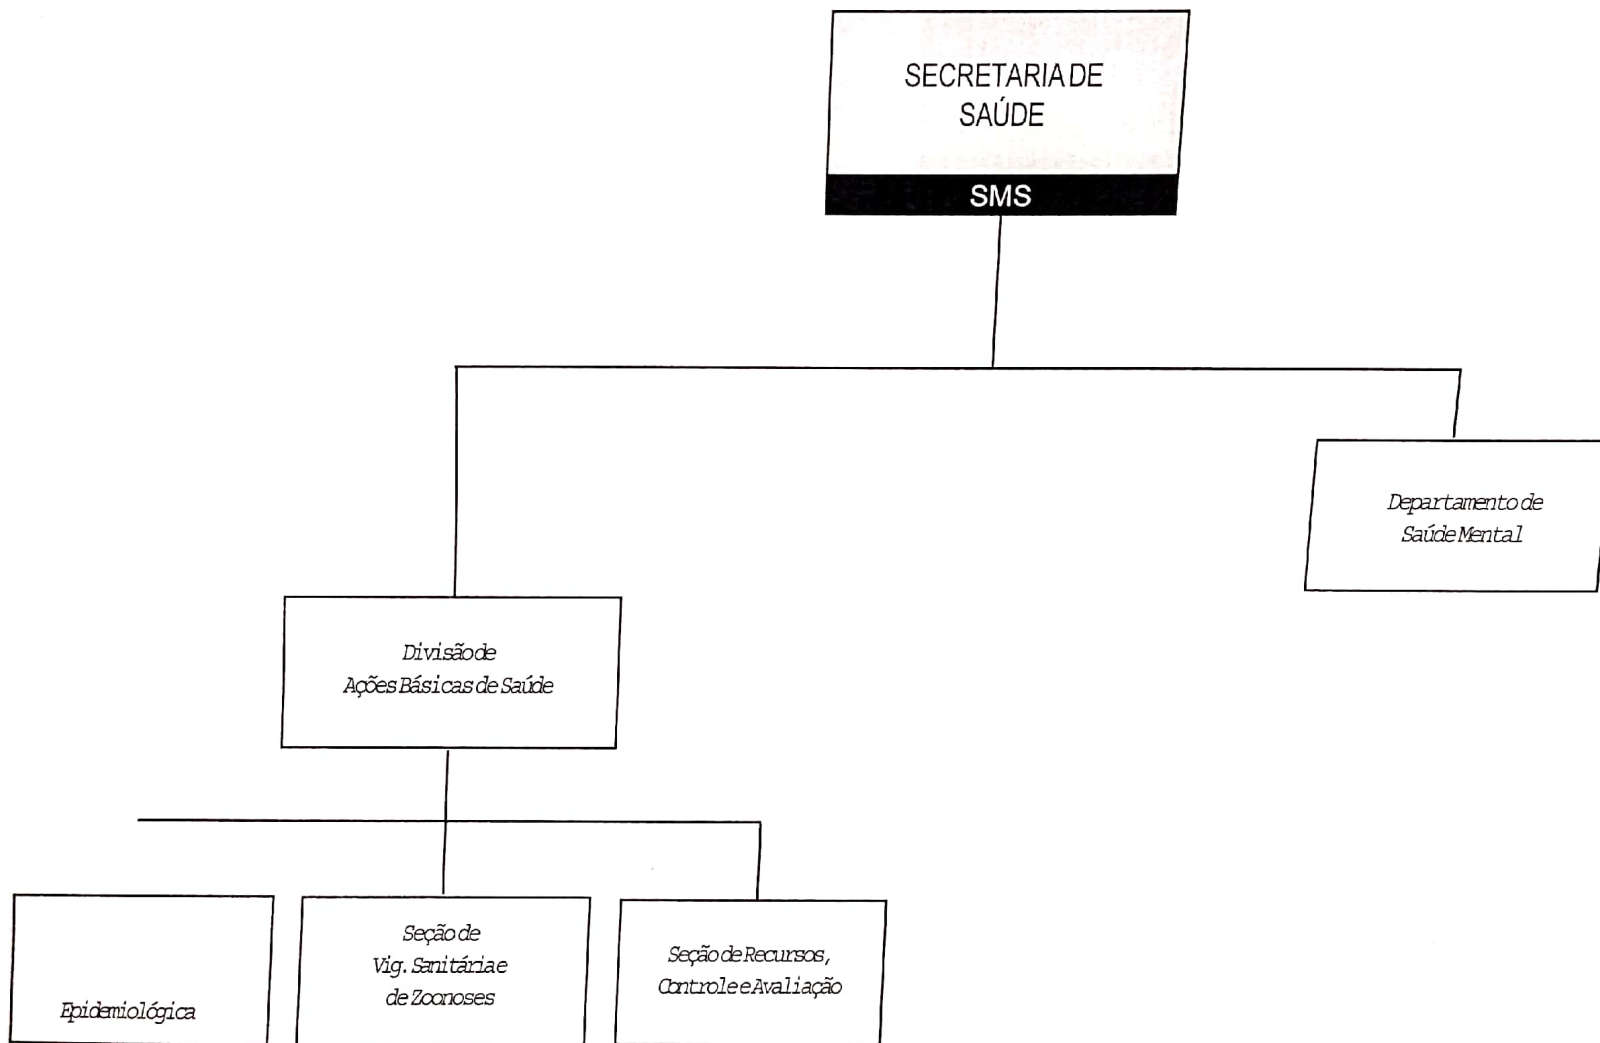 SECRETARIA DE
SAÚDE
SMS
Departamento de
Saúde Mental
Divisão de
Ações Básicas de Saúde
Epidemiológica
Seção de
Vig. Sanitária e
de Zoonoses
Seção de Recursos,
Controle e Avaliação